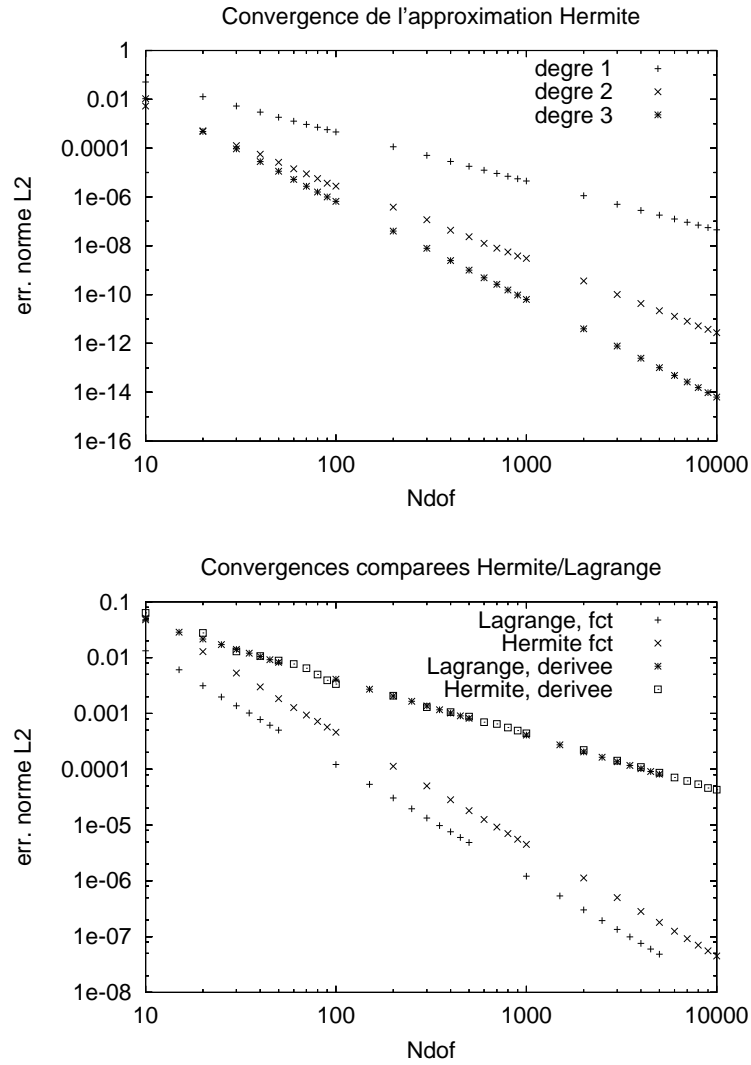 Convergence de l'approximation Hermite
1
0.01
0.0001
1e-06
1e-08
1e-10
1e-12
1e-14
1e-16
err. norme L2
degre 1
degre 2
degre 3
10 100 1000 10000
Ndof
Convergences comparees Hermite/Lagrange
0.1
0.01
0.001
0.0001
1e-05
1e-06
1e-07
1e-08
err. norme L2
Lagrange, fct
Hermite fct
Lagrange, derivee
Hermite, derivee
10 100 1000 10000
Ndof